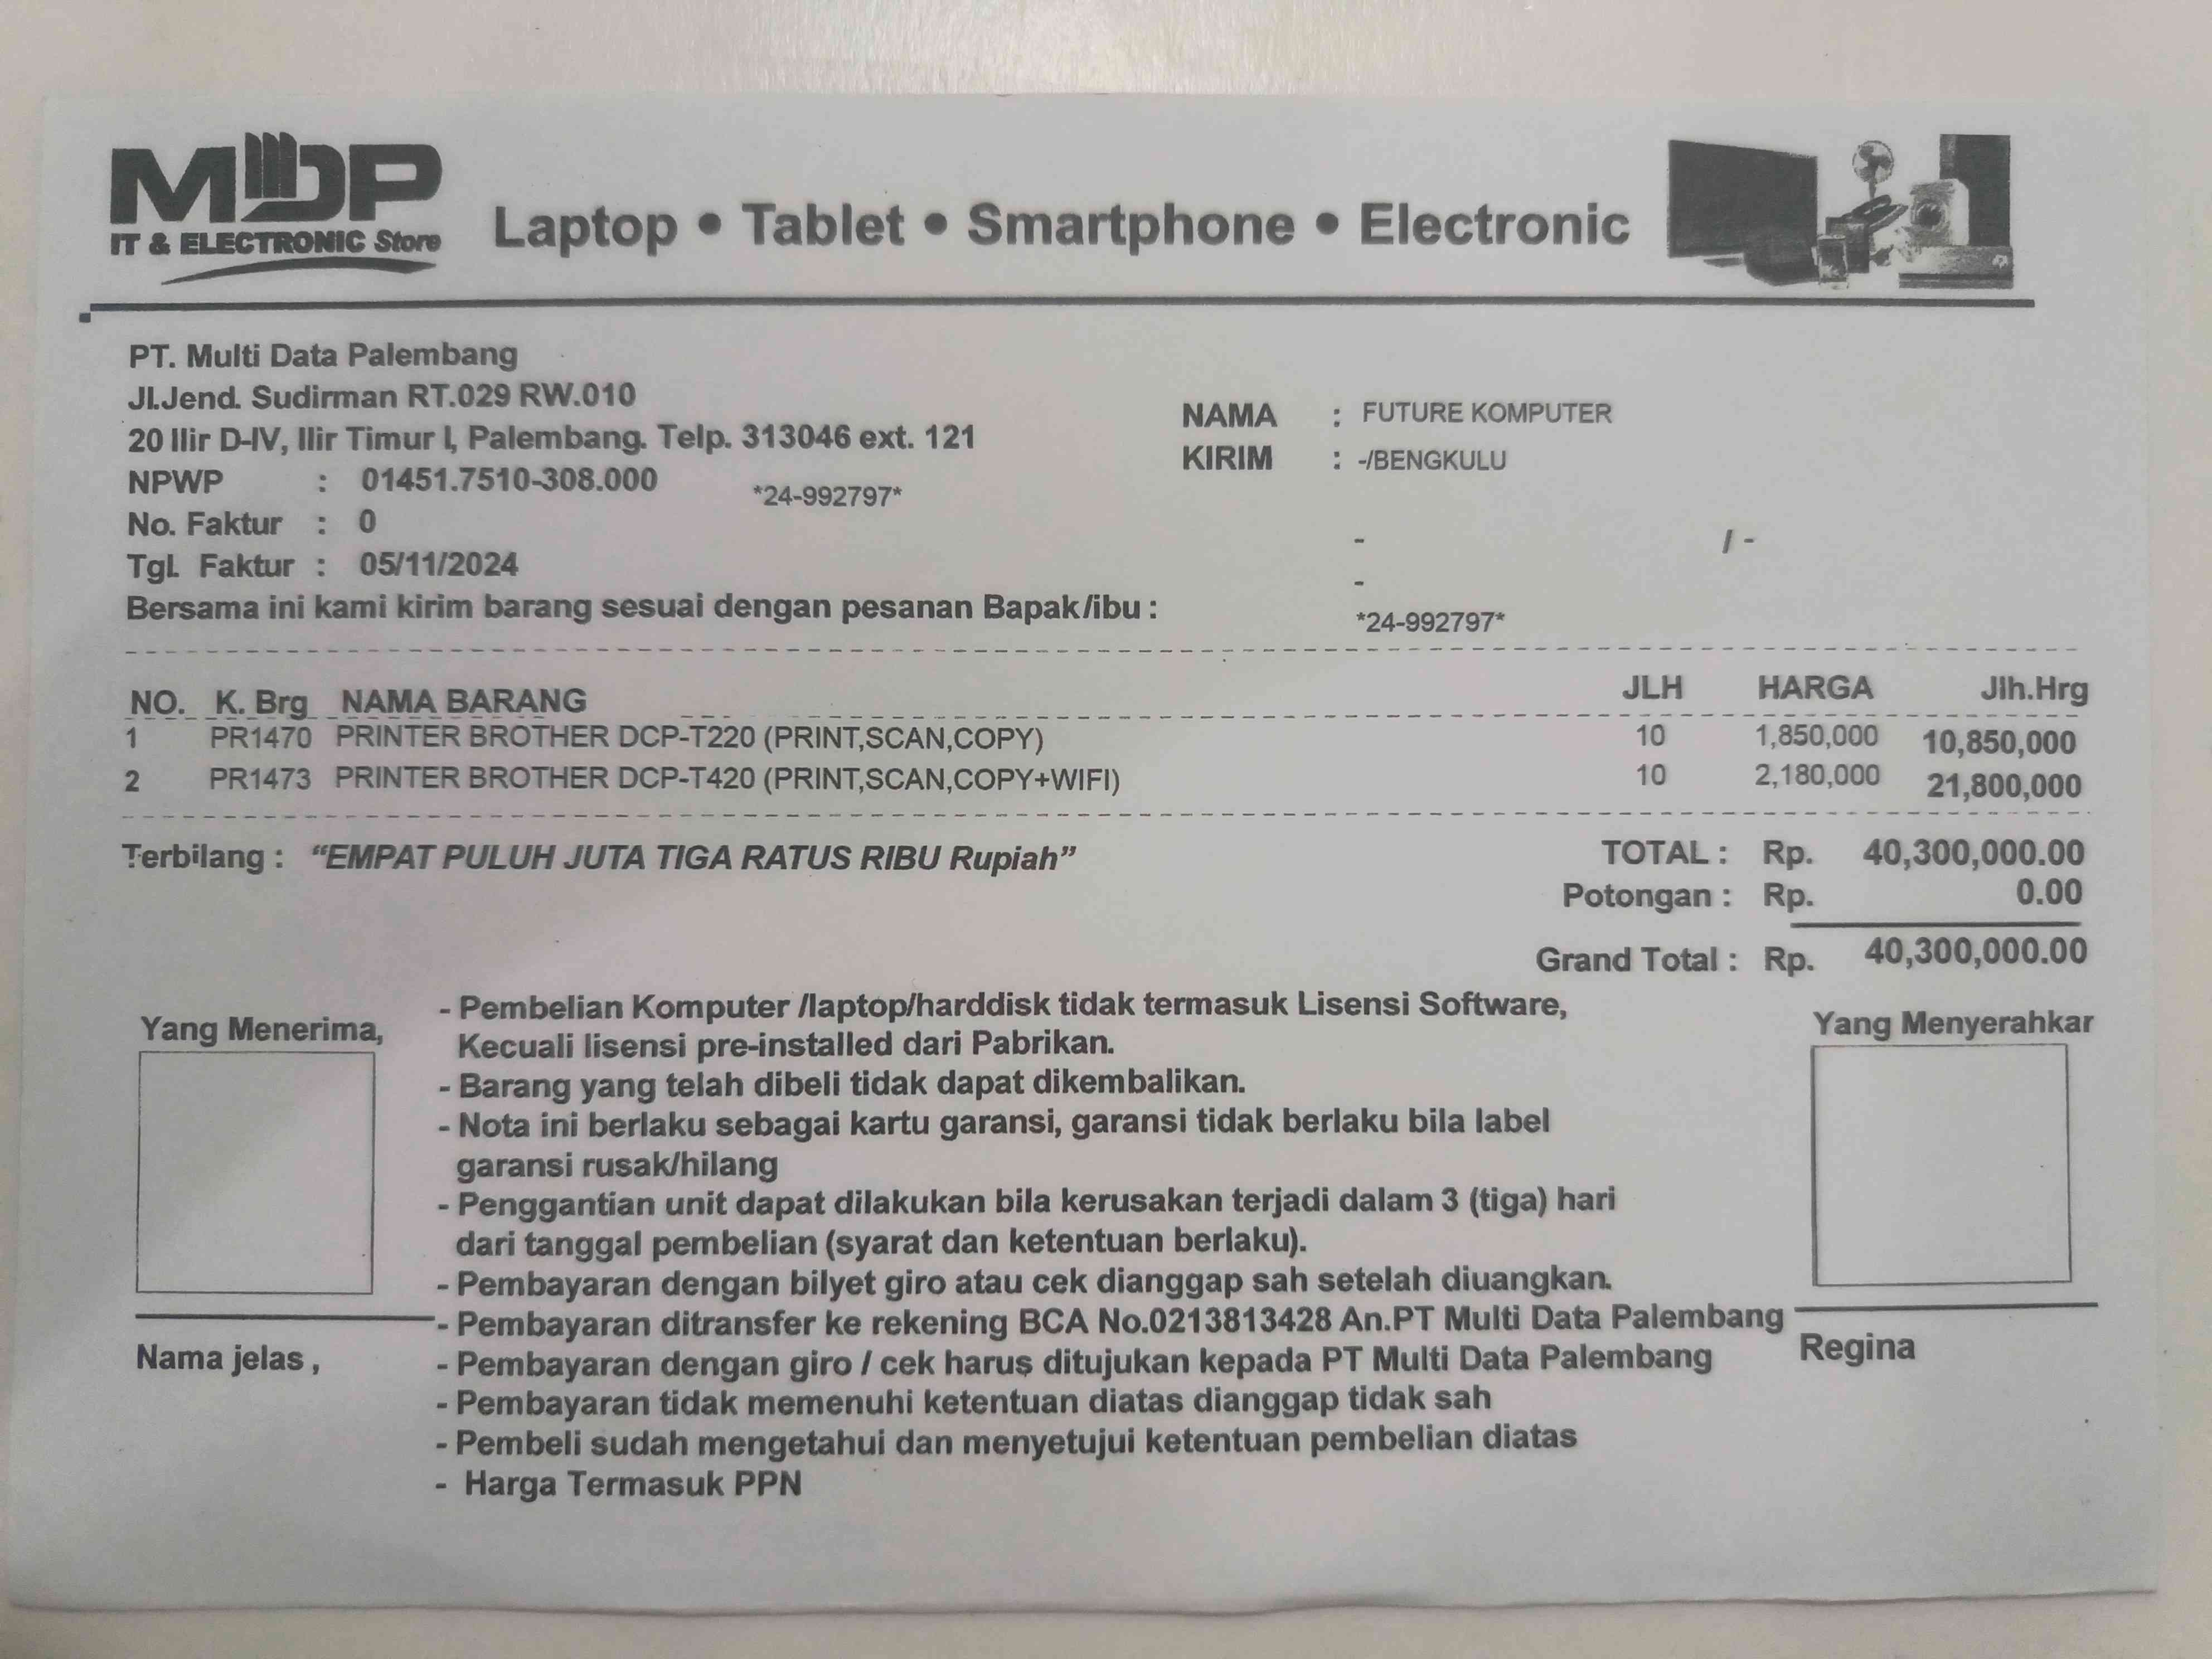 MDP
IT & ELECTRONIC Store
Laptop • Tablet • Smartphone • Electronic
PT. Multi Data Palembang
Jl.Jend. Sudirman RT.029 RW.010
20 Ilir D-IV, Ilir Timur I, Palembang. Telp. 313046 ext. 121
NPWP : 01451.7510-308.000 *24-992797*
No. Faktur : 0
Tgl. Faktur : 05/11/2024
Bersama ini kami kirim barang sesuai dengan pesanan Bapak/ibu :
NAMA : FUTURE KOMPUTER
KIRIM : -/BENGKULU
- / -
-
*24-992797*
NO. K. Brg NAMA BARANG JLH HARGA Jlh.Hrg
1 PR1470 PRINTER BROTHER DCP-T220 (PRINT,SCAN,COPY) 10 1,850,000 10,850,000
2 PR1473 PRINTER BROTHER DCP-T420 (PRINT,SCAN,COPY+WIFI) 10 2,180,000 21,800,000
Terbilang : “EMPAT PULUH JUTA TIGA RATUS RIBU Rupiah”
TOTAL : Rp. 40,300,000.00
Potongan : Rp. 0.00
Grand Total : Rp. 40,300,000.00
Yang Menerima,
Nama jelas ,
- Pembelian Komputer /laptop/harddisk tidak termasuk Lisensi Software,
Kecuali lisensi pre-installed dari Pabrikan.
- Barang yang telah dibeli tidak dapat dikembalikan.
- Nota ini berlaku sebagai kartu garansi, garansi tidak berlaku bila label
garansi rusak/hilang
- Penggantian unit dapat dilakukan bila kerusakan terjadi dalam 3 (tiga) hari
dari tanggal pembelian (syarat dan ketentuan berlaku).
- Pembayaran dengan bilyet giro atau cek dianggap sah setelah diuangkan.
- Pembayaran ditransfer ke rekening BCA No.0213813428 An.PT Multi Data Palembang
- Pembayaran dengan giro / cek harus ditujukan kepada PT Multi Data Palembang
- Pembayaran tidak memenuhi ketentuan diatas dianggap tidak sah
- Pembeli sudah mengetahui dan menyetujui ketentuan pembelian diatas
- Harga Termasuk PPN
Yang Menyerahkar
Regina